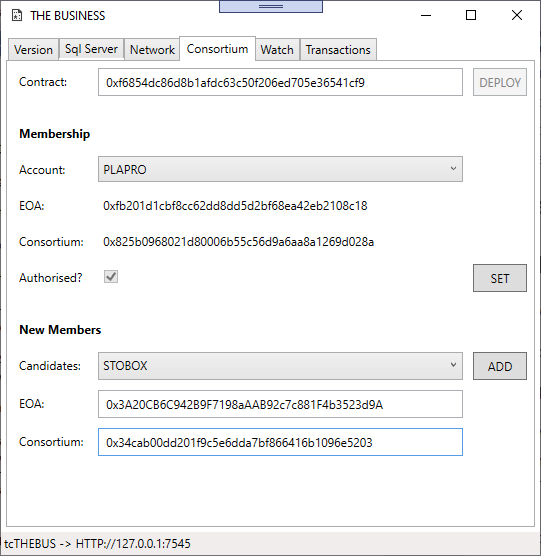 THE BUSINESS
Version Sql Server Network Consortium Watch Transactions
Contract: 0xf6854dc86d8b1afdc63c50f206ed705e36541cf9 DEPLOY
Membership
Account: PLAPRO
EOA: 0xfb201d1cbf8cc62dd8dd5d2bf68ea42eb2108c18
Consortium: 0x825b0968021d80006b55c56d9a6aa8a1269d028a
Authorised? SET
New Members
Candidates: STOBOX ADD
EOA: 0x3A20CB6C942B9F7198aAAB92c7c881F4b3523d9A
Consortium: 0x34cab00dd201f9c5e6dda7bf866416b1096e5203
tcTHEBUS -> HTTP://127.0.0.1:7545